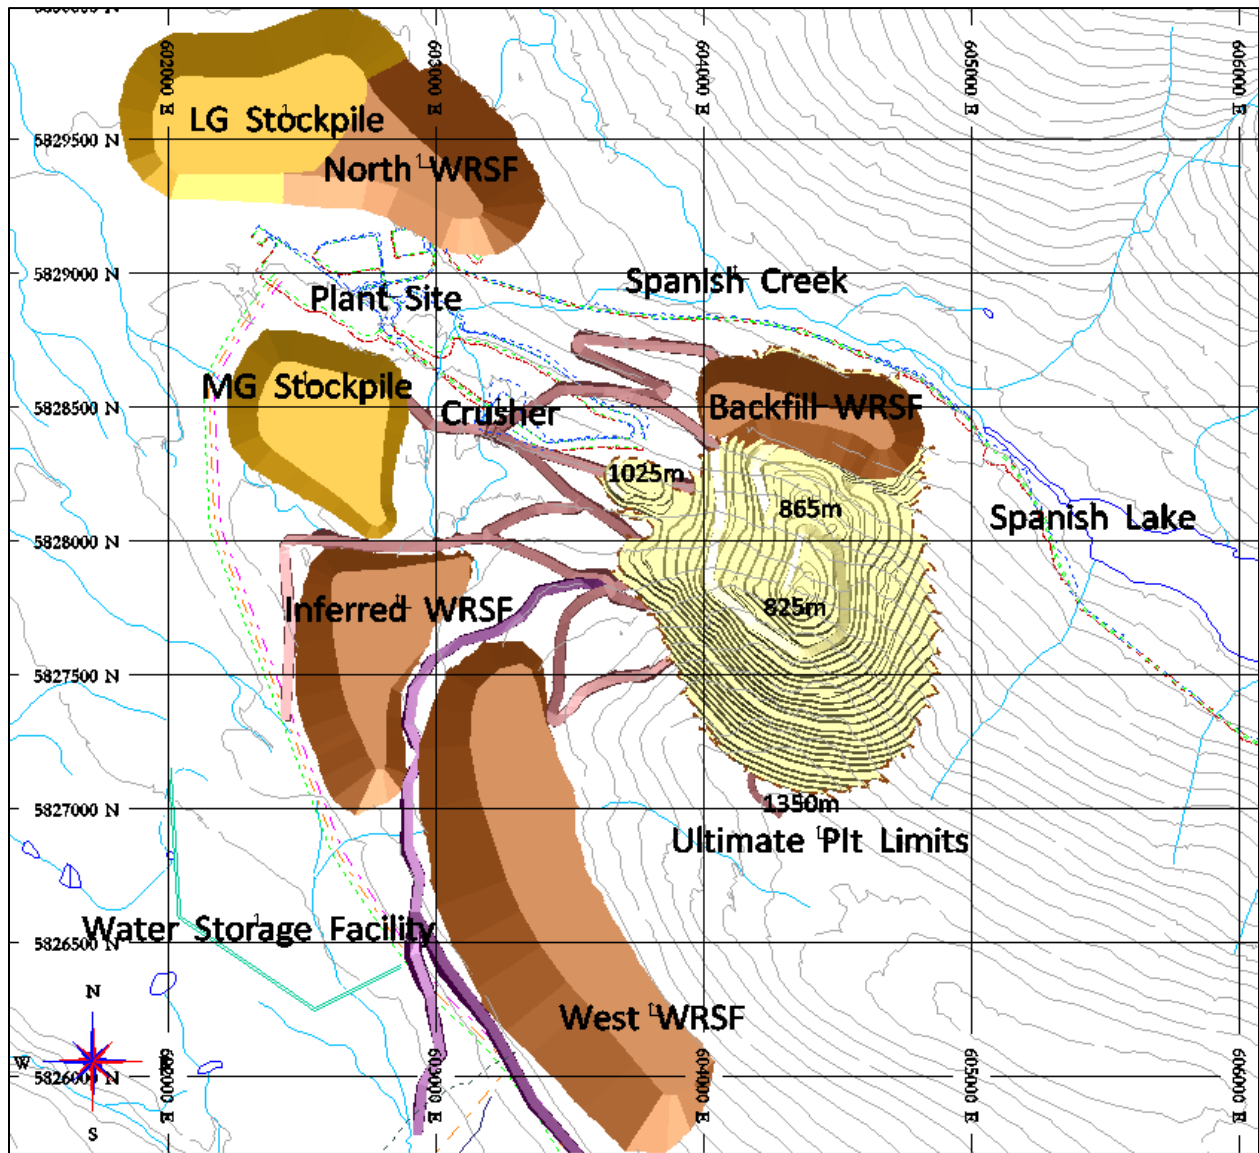 602000 E
603000 E
604000 E
605000 E
606000 E
LG Stockpile
5829500 N
North WRSF
5829000 N
Spanish Creek
Plant Site
MG Stockpile
5828500 N
Crusher
Backfill WRSF
1025m
865m
Spanish Lake
5828000 N
Inferred WRSF
825m
5827500 N
1350m
5827000 N
Ultimate Pit Limits
Water Storage Facility
5826500 N
N
West WRSF
W
5826000 N
S
602000 E
603000 E
604000 E
605000 E
606000 E